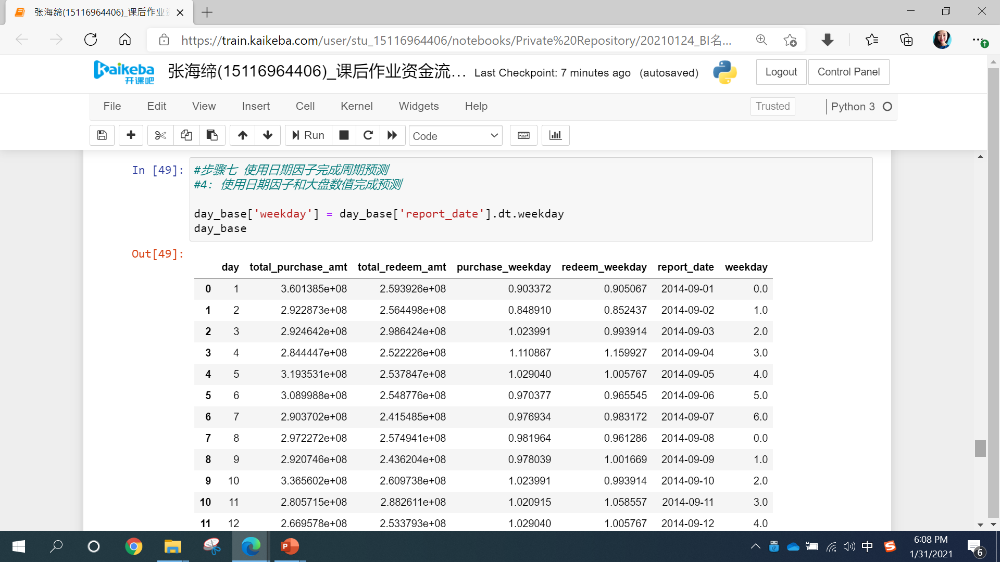 张海缔(15116964406)_课后作业
https://train.kaikeba.com/user/stu_15116964406/notebooks/Private%20Repository/20210124_BI名...
Kaikeba 开课吧
张海缔(15116964406)_课后作业资金流... Last Checkpoint: 7 minutes ago (autosaved) Logout Control Panel
File Edit View Insert Cell Kernel Widgets Help Trusted Python 3
Run Code
In [49]: #步骤七 使用日期因子完成周期预测
#4: 使用日期因子和大盘数值完成预测
day_base['weekday'] = day_base['report_date'].dt.weekday
day_base
Out[49]:
day total_purchase_amt total_redeem_amt purchase_weekday redeem_weekday report_date weekday
0 1 3.601385e+08 2.593926e+08 0.903372 0.905067 2014-09-01 0.0
1 2 2.922873e+08 2.564498e+08 0.848910 0.852437 2014-09-02 1.0
2 3 2.924642e+08 2.986424e+08 1.023991 0.993914 2014-09-03 2.0
3 4 2.844447e+08 2.522226e+08 1.110867 1.159927 2014-09-04 3.0
4 5 3.193531e+08 2.537847e+08 1.029040 1.005767 2014-09-05 4.0
5 6 3.089988e+08 2.548776e+08 0.970377 0.965545 2014-09-06 5.0
6 7 2.903702e+08 2.415485e+08 0.976934 0.983172 2014-09-07 6.0
7 8 2.972272e+08 2.574941e+08 0.981964 0.961286 2014-09-08 0.0
8 9 2.920746e+08 2.436204e+08 0.978039 1.001669 2014-09-09 1.0
9 10 3.365602e+08 2.609738e+08 1.023991 0.993914 2014-09-10 2.0
10 11 2.805715e+08 2.882611e+08 1.020915 1.058557 2014-09-11 3.0
11 12 2.669578e+08 2.533793e+08 1.029040 1.005767 2014-09-12 4.0
中
6:08 PM
1/31/2021
6